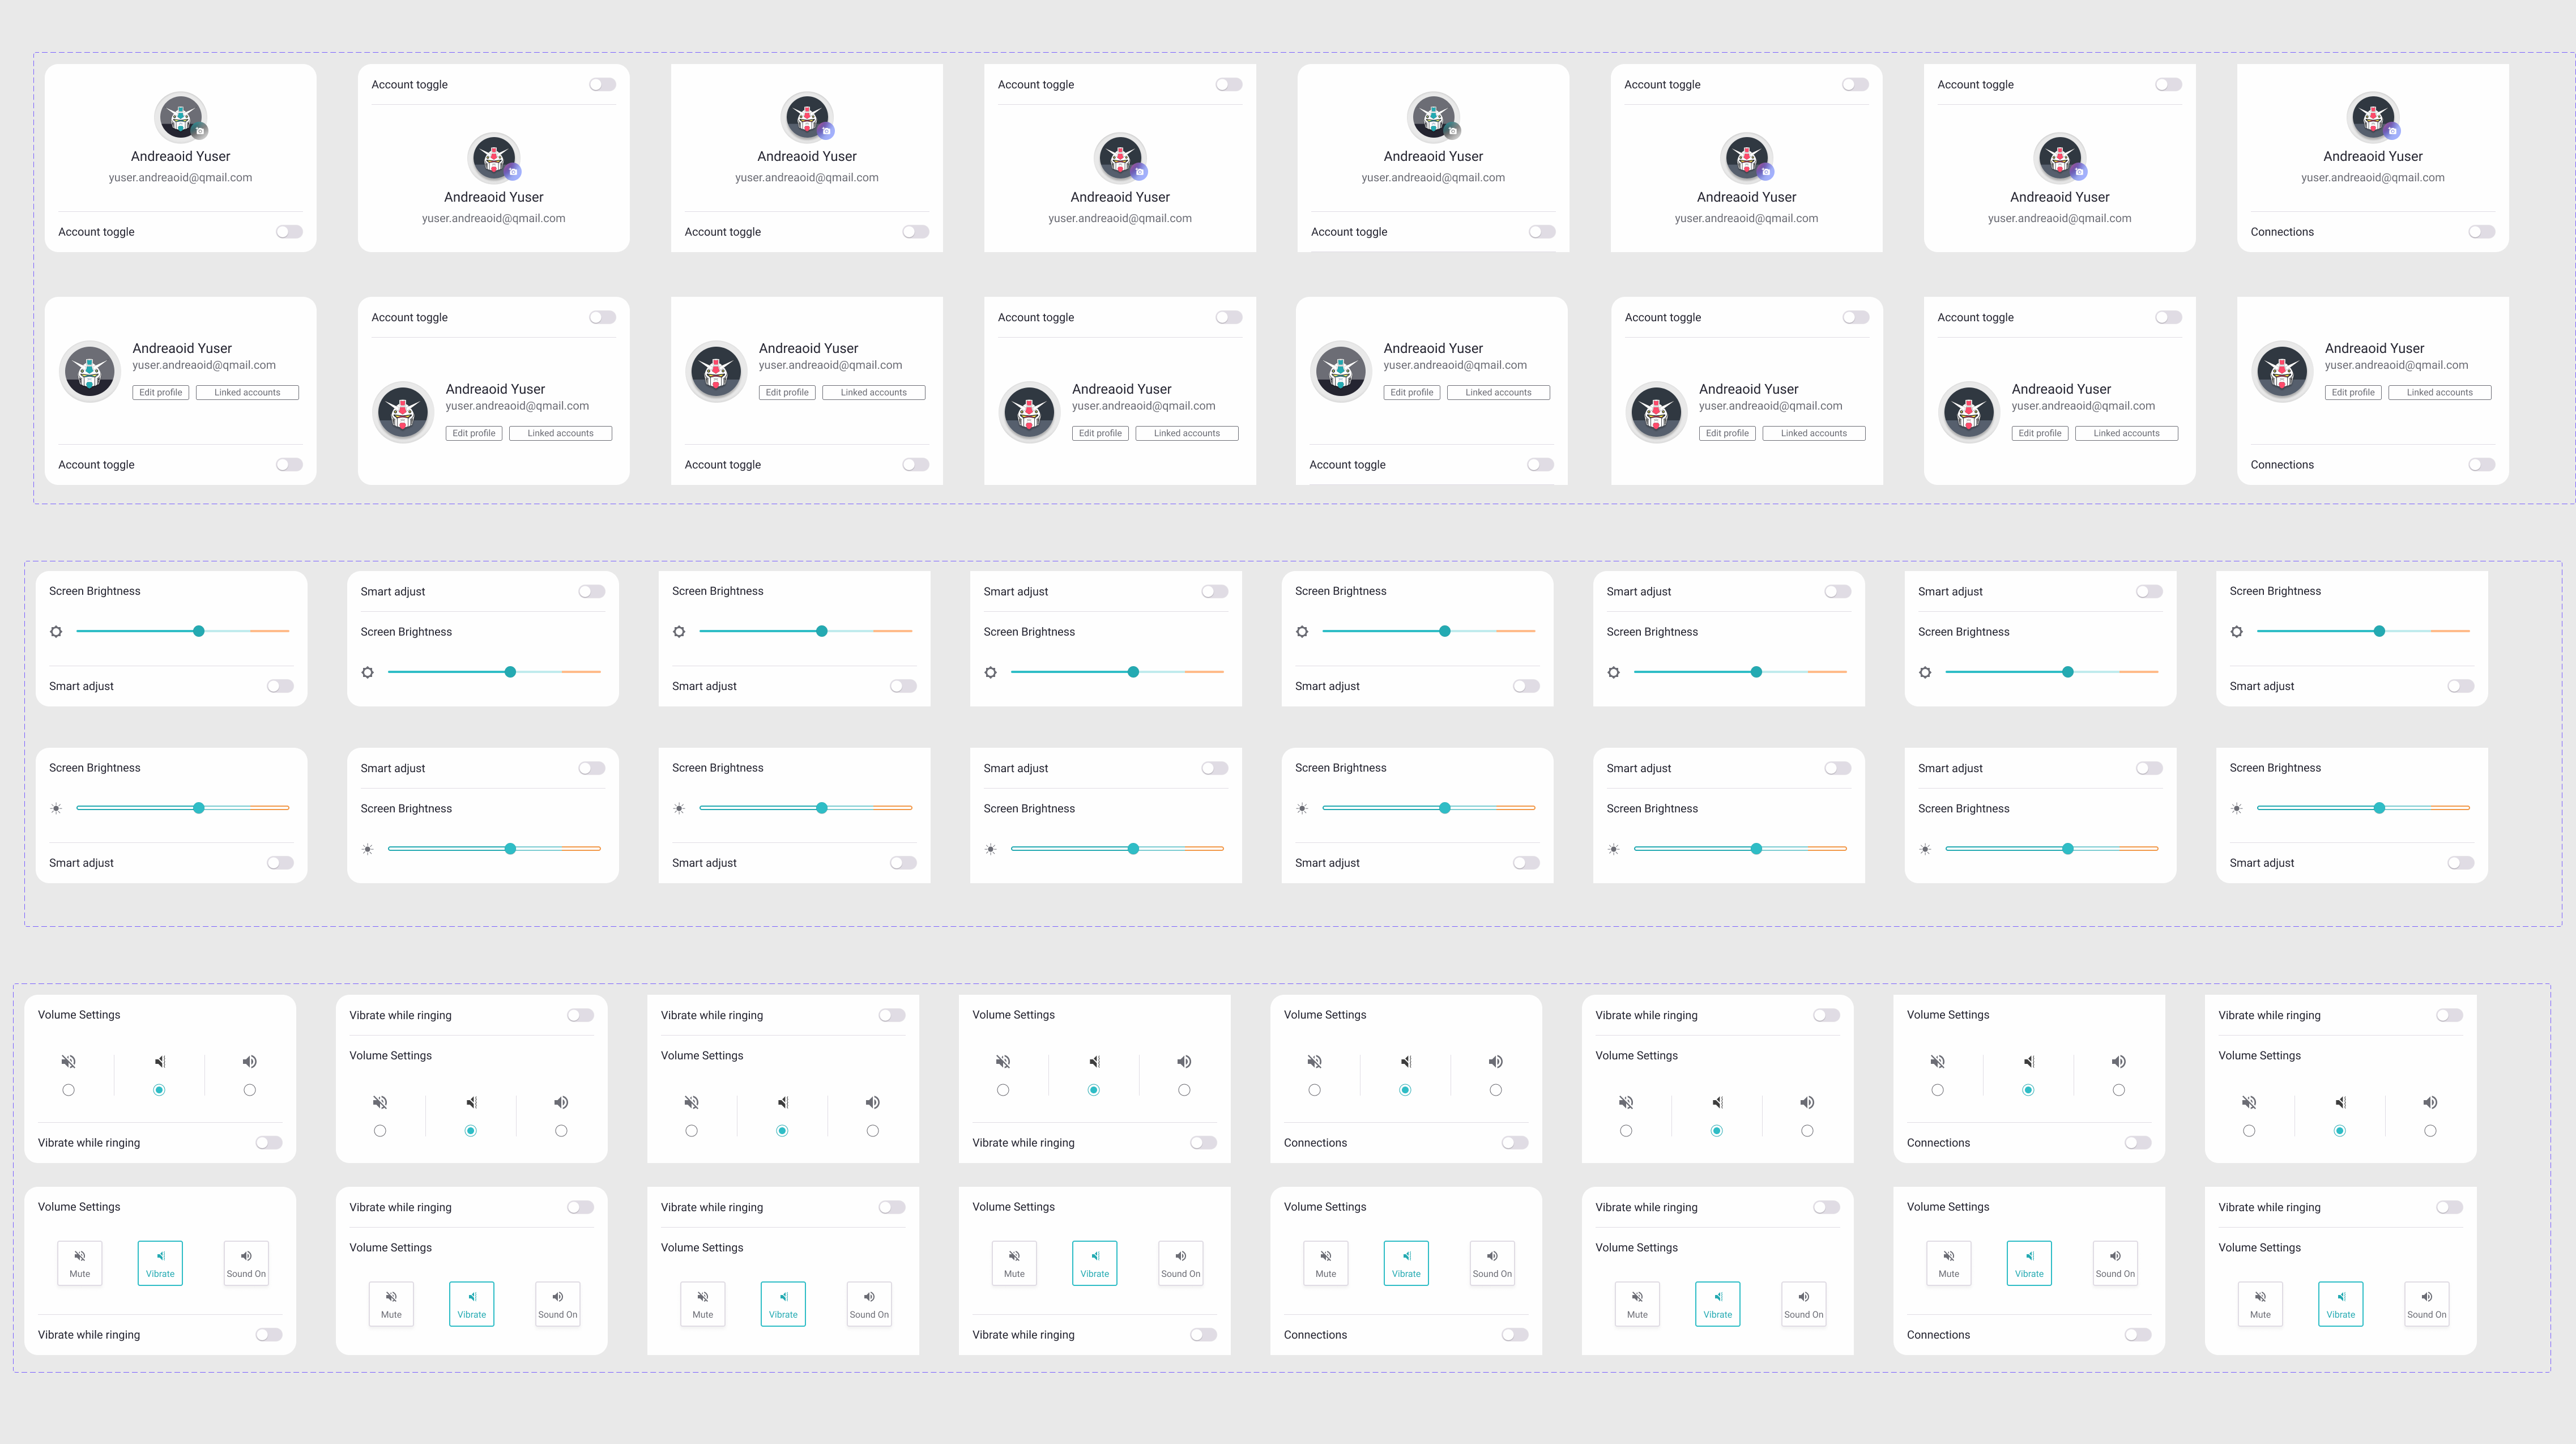 Andreaoid Yuser
yuser.andreaoid@qmail.com
Account toggle
Account toggle
Andreaoid Yuser
yuser.andreaoid@qmail.com
Andreaoid Yuser
yuser.andreaoid@qmail.com
Account toggle
Account toggle
Andreaoid Yuser
yuser.andreaoid@qmail.com
Andreaoid Yuser
yuser.andreaoid@qmail.com
Account toggle
Account toggle
Andreaoid Yuser
yuser.andreaoid@qmail.com
Account toggle
Andreaoid Yuser
yuser.andreaoid@qmail.com
Andreaoid Yuser
yuser.andreaoid@qmail.com
Connections
Andreaoid Yuser
yuser.andreaoid@qmail.com
Edit profile Linked accounts
Account toggle
Account toggle
Andreaoid Yuser
yuser.andreaoid@qmail.com
Edit profile Linked accounts
Andreaoid Yuser
yuser.andreaoid@qmail.com
Edit profile Linked accounts
Account toggle
Account toggle
Andreaoid Yuser
yuser.andreaoid@qmail.com
Edit profile Linked accounts
Andreaoid Yuser
yuser.andreaoid@qmail.com
Edit profile Linked accounts
Account toggle
Account toggle
Andreaoid Yuser
yuser.andreaoid@qmail.com
Edit profile Linked accounts
Account toggle
Andreaoid Yuser
yuser.andreaoid@qmail.com
Edit profile Linked accounts
Andreaoid Yuser
yuser.andreaoid@qmail.com
Edit profile Linked accounts
Connections
Screen Brightness
Smart adjust
Smart adjust
Screen Brightness
Screen Brightness
Smart adjust
Smart adjust
Screen Brightness
Screen Brightness
Smart adjust
Smart adjust
Screen Brightness
Smart adjust
Screen Brightness
Screen Brightness
Smart adjust
Screen Brightness
Smart adjust
Smart adjust
Screen Brightness
Screen Brightness
Smart adjust
Smart adjust
Screen Brightness
Screen Brightness
Smart adjust
Smart adjust
Screen Brightness
Smart adjust
Screen Brightness
Screen Brightness
Smart adjust
Volume Settings
Vibrate while ringing
Vibrate while ringing
Volume Settings
Vibrate while ringing
Volume Settings
Volume Settings
Vibrate while ringing
Volume Settings
Connections
Vibrate while ringing
Volume Settings
Volume Settings
Connections
Vibrate while ringing
Volume Settings
Volume Settings
Mute Vibrate Sound On
Vibrate while ringing
Vibrate while ringing
Volume Settings
Mute Vibrate Sound On
Vibrate while ringing
Volume Settings
Mute Vibrate Sound On
Volume Settings
Mute Vibrate Sound On
Vibrate while ringing
Volume Settings
Mute Vibrate Sound On
Connections
Vibrate while ringing
Volume Settings
Mute Vibrate Sound On
Volume Settings
Mute Vibrate Sound On
Connections
Vibrate while ringing
Volume Settings
Mute Vibrate Sound On